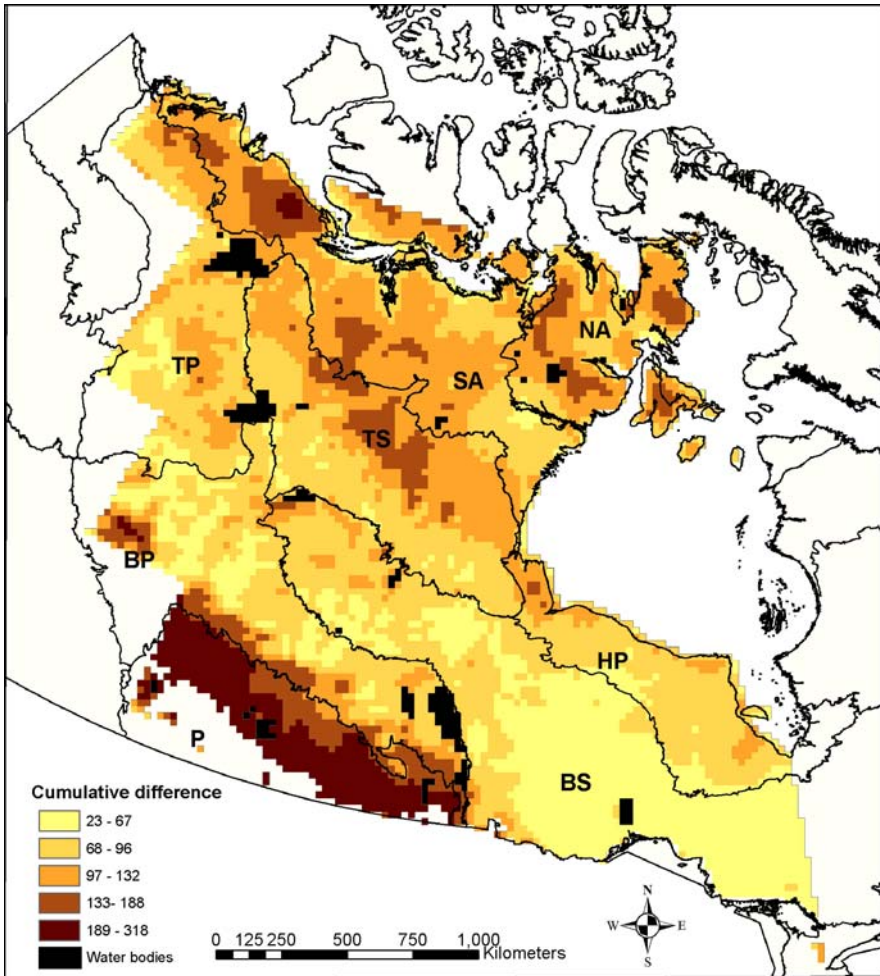 NA
TP
SA
TS
BP
HP
P
BS
Cumulative difference
23 - 67
68 - 96
97 - 132
133 - 188
189 - 318
Water bodies
0 125 250 500 750 1,000
Kilometers
N
W E
S